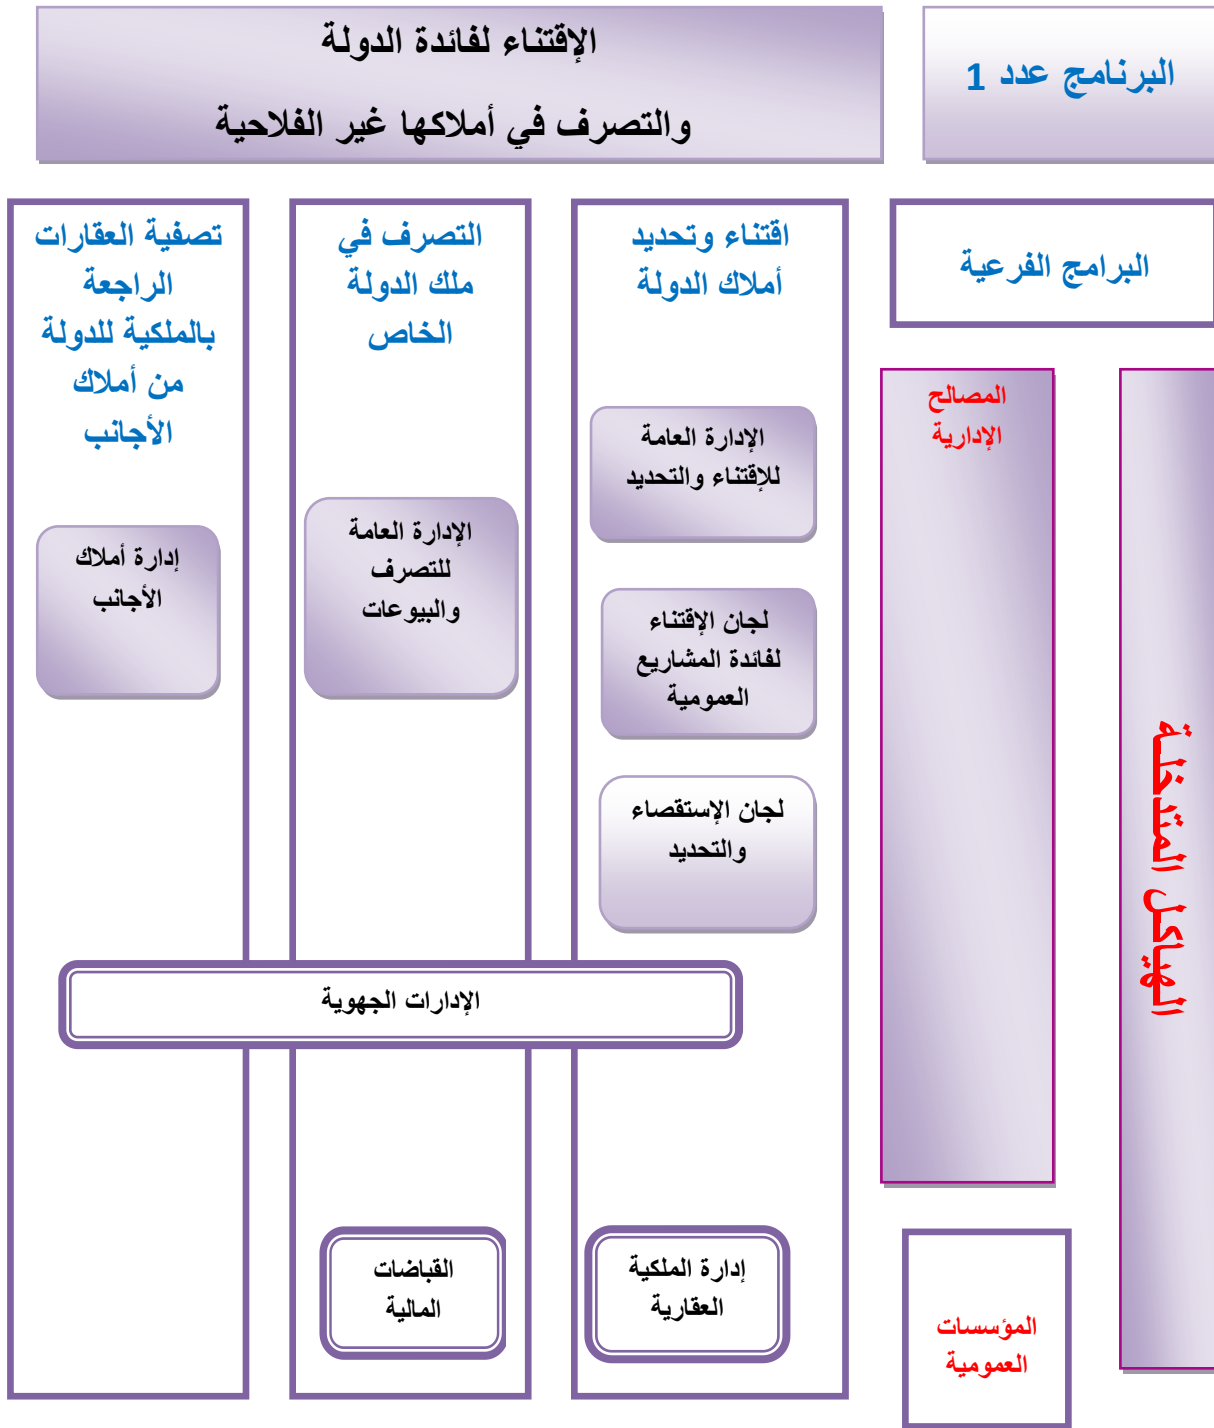 البرنامج عدد 1
الإقتناء لفائدة الدولة
والتصرف في أملاكها غير الفلاحية
البرامج الفرعية
اقتناء وتحديد
أملاك الدولة
التصرف في
ملك الدولة
الخاص
تصفية العقارات
الراجعة
بالملكية للدولة
من أملاك
الأجانب
الهياكل المتدخلة
المصالح
الإدارية
الإدارة العامة
للإقتناء والتحديد
لجان الإقتناء
لفائدة المشاريع
العمومية
لجان الإستقصاء
والتحديد
الإدارة العامة
للتصرف
والبيوعات
إدارة أملاك
الأجانب
الإدارات الجهوية
المؤسسات
العمومية
إدارة الملكية
العقارية
القباضات
المالية